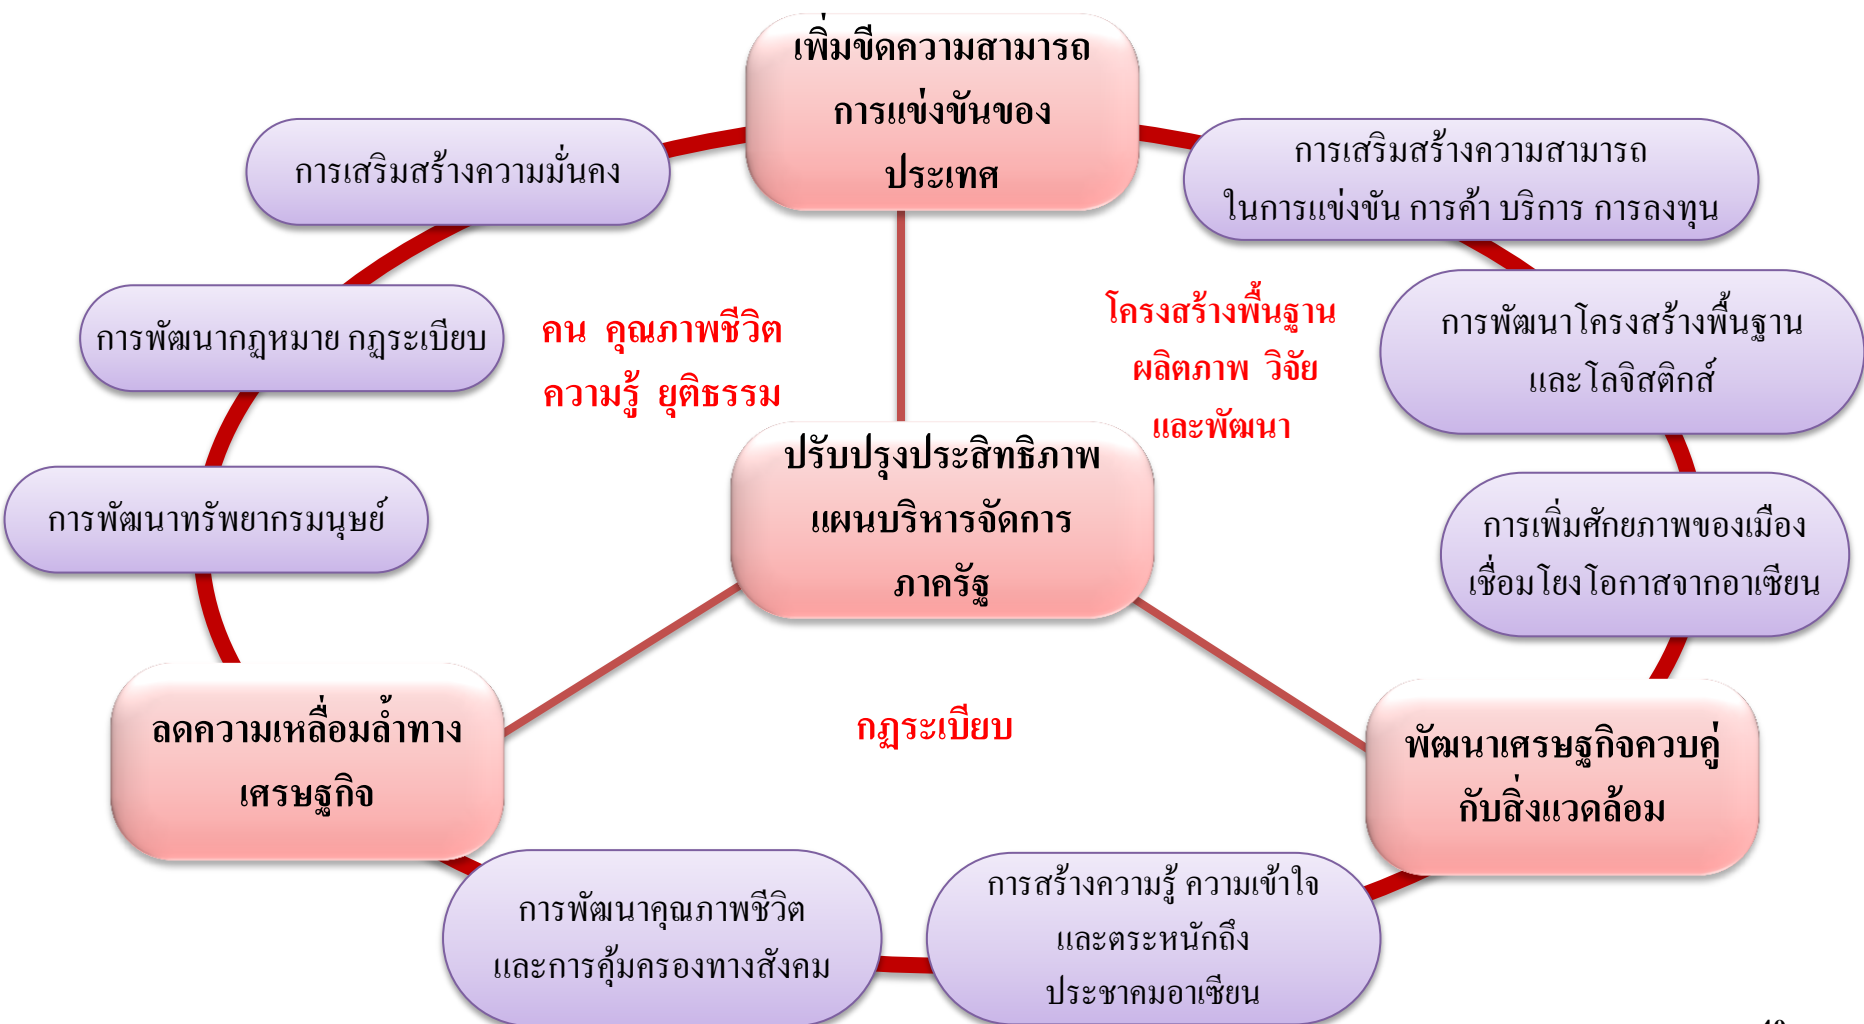 เพิ่มขีดความสามารถ
การแข่งขันของ
ประเทศ
การเสริมสร้างความมั่นคง
การเสริมสร้างความสามารถ
ในการแข่งขัน การค้า บริการ การลงทุน
การพัฒนากฎหมาย กฎระเบียบ
คน คุณภาพชีวิต
ความรู้ ยุติธรรม
โครงสร้างพื้นฐาน
ผลิตภาพ วิจัย
และพัฒนา
การพัฒนาโครงสร้างพื้นฐาน
และโลจิสติกส์
ปรับปรุงประสิทธิภาพ
แผนบริหารจัดการ
ภาครัฐ
การพัฒนาทรัพยากรมนุษย์
การเพิ่มศักยภาพของเมือง
เชื่อมโยงโอกาสจากอาเซียน
ลดความเหลื่อมล้ำทาง
เศรษฐกิจ
กฎระเบียบ
พัฒนาเศรษฐกิจควบคู่
กับสิ่งแวดล้อม
การพัฒนาคุณภาพชีวิต
และการคุ้มครองทางสังคม
การสร้างความรู้ ความเข้าใจ
และตระหนักถึง
ประชาคมอาเซียน